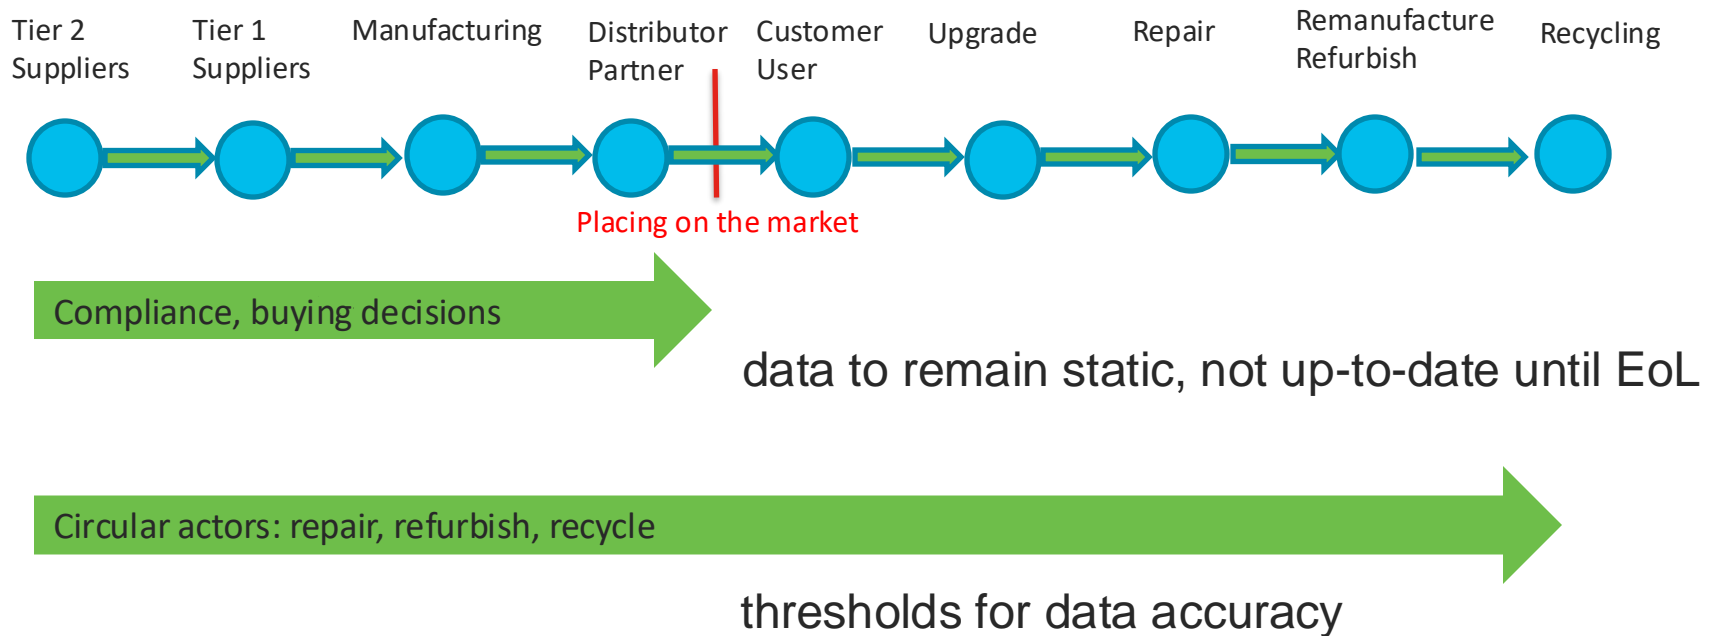 Tier 2
Suppliers
Tier 1
Suppliers
Manufacturing
Distributor
Partner
Customer
User
Upgrade
Repair
Remanufacture
Refurbish
Recycling
Placing on the market
Compliance, buying decisions
data to remain static, not up-to-date until EoL
Circular actors: repair, refurbish, recycle
thresholds for data accuracy